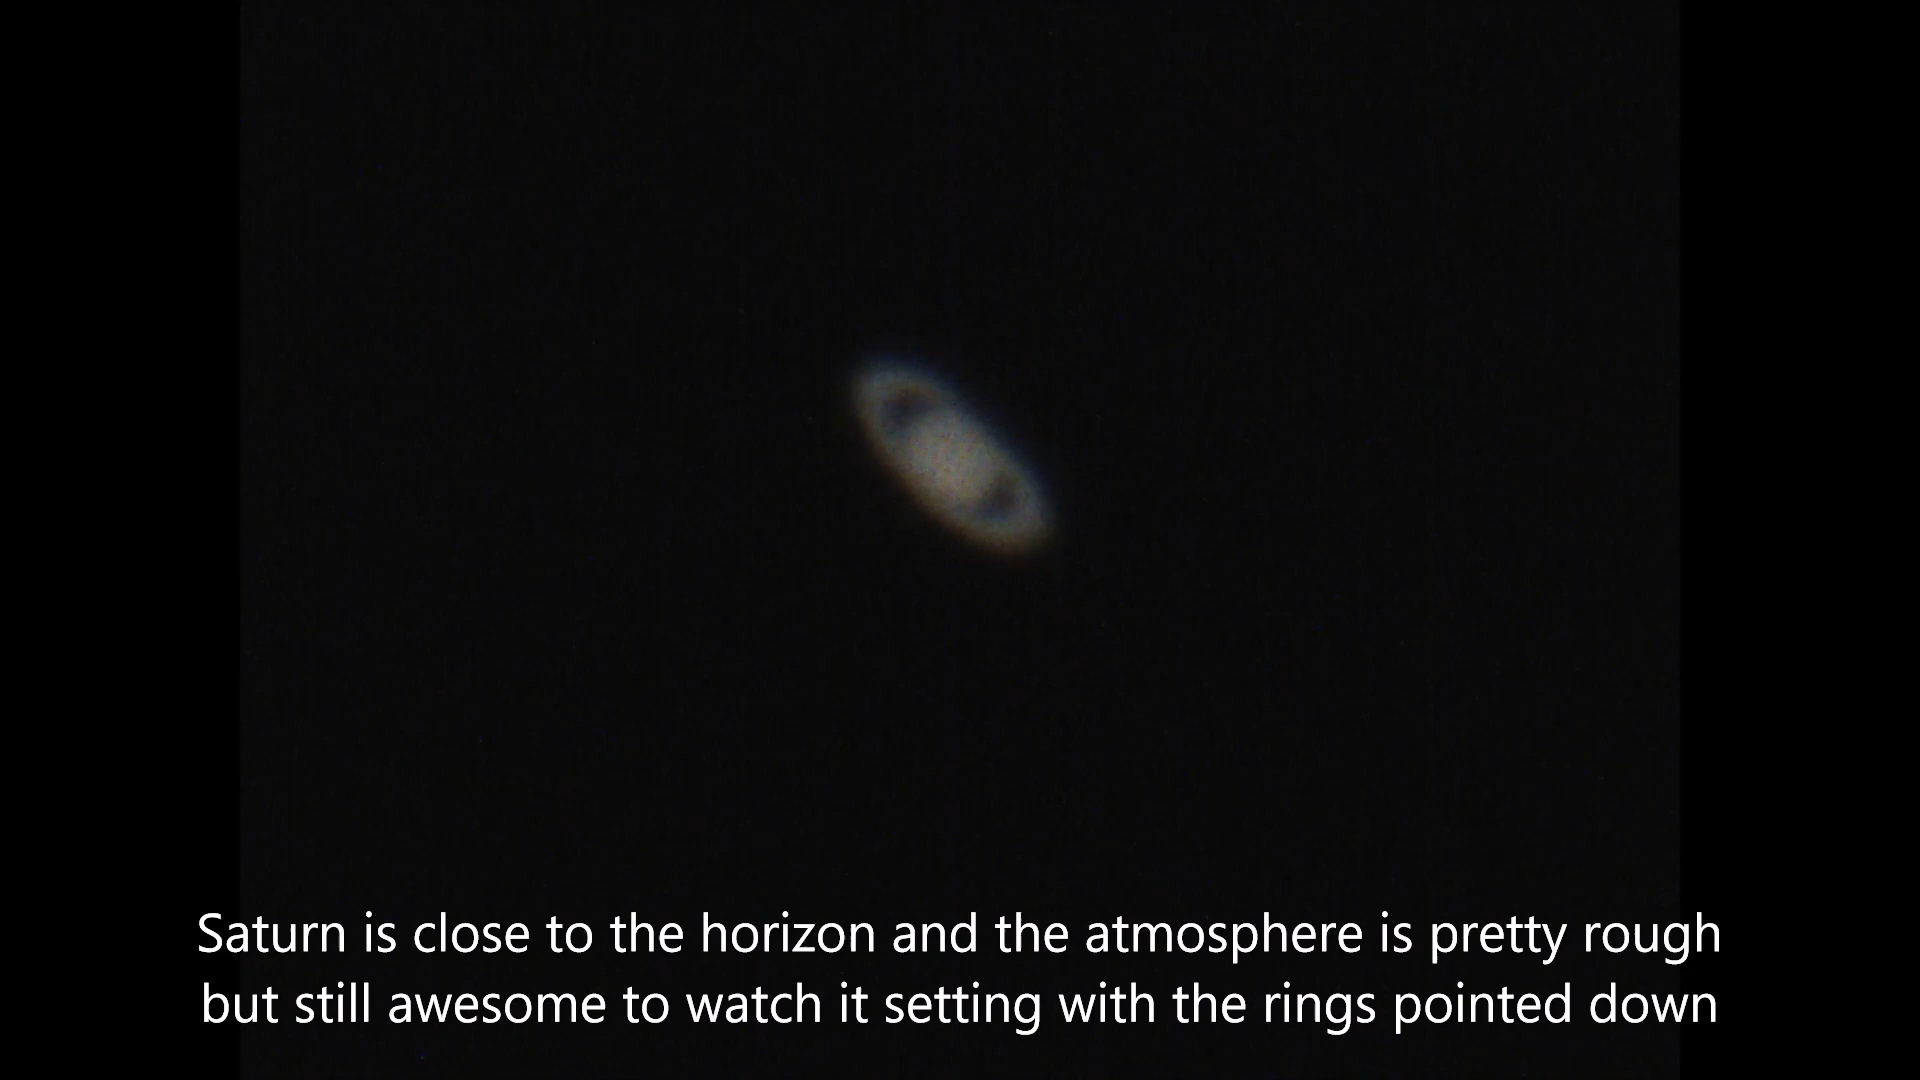 Saturn is close to the horizon and the atmosphere is pretty rough
but still awesome to watch it setting with the rings pointed down